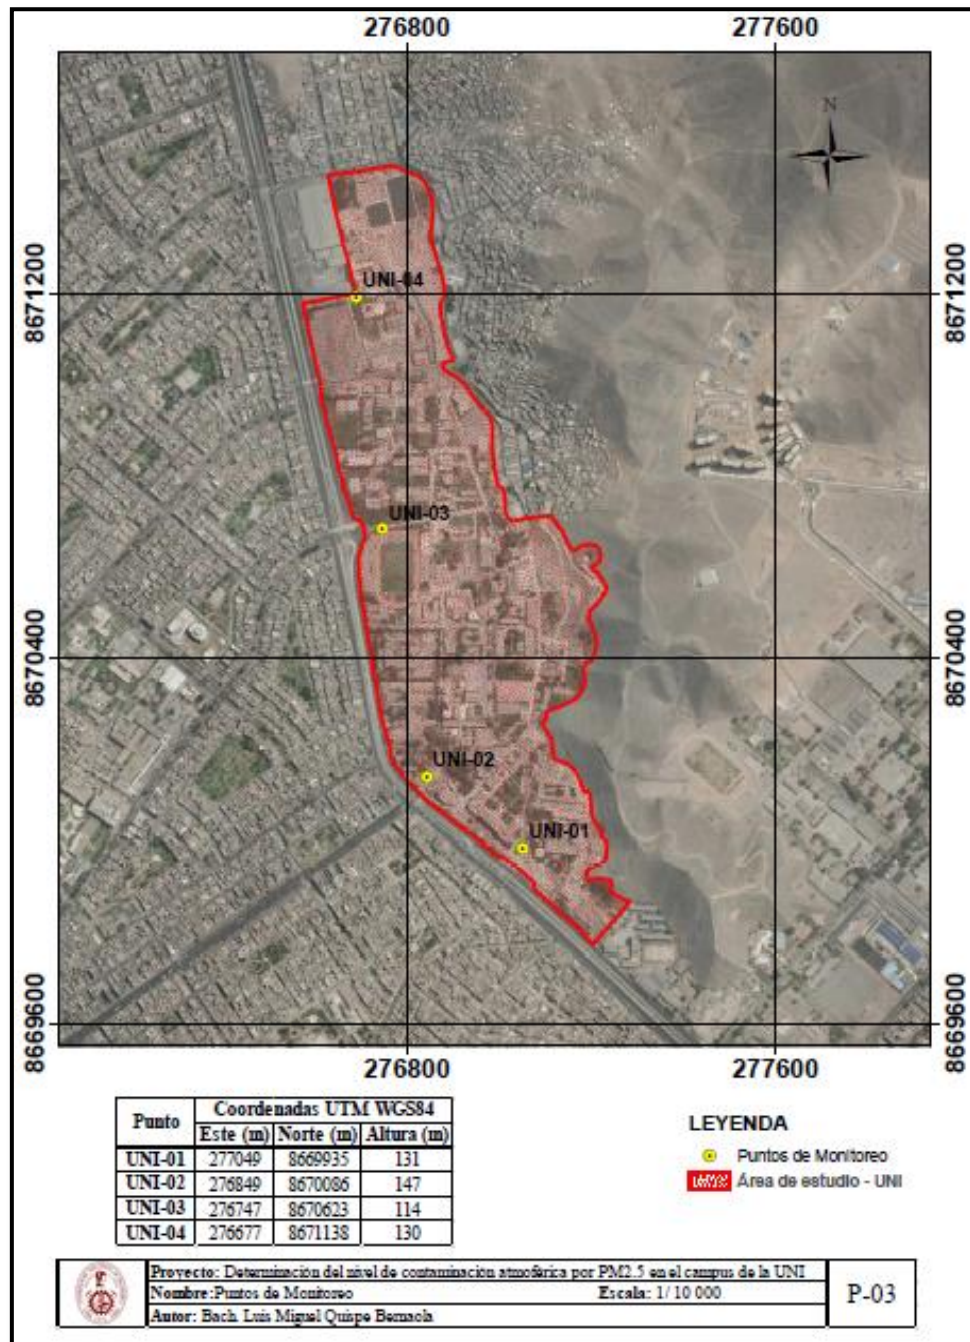 276800 277600
N
8671200 8671200
UNI-04
UNI-03
8670400 8670400
UNI-02
UNI-01
8669600 8669600
276800 277600
Punto Coordenadas UTM WGS84
Este (m) Norte (m) Altura (m)
UNI-01 277049 8669935 131
UNI-02 276849 8670086 147
UNI-03 276747 8670623 114
UNI-04 276677 8671138 130
LEYENDA
Puntos de Monitoreo
Área de estudio - UNI
Proyecto: Determinación del nivel de contaminación atmosférica por PM2.5 en el campus de la UNI
Nombre: Puntos de Monitoreo Escala: 1/ 10 000
Autor: Bach. Luis Miguel Quispe Bernaola
P-03